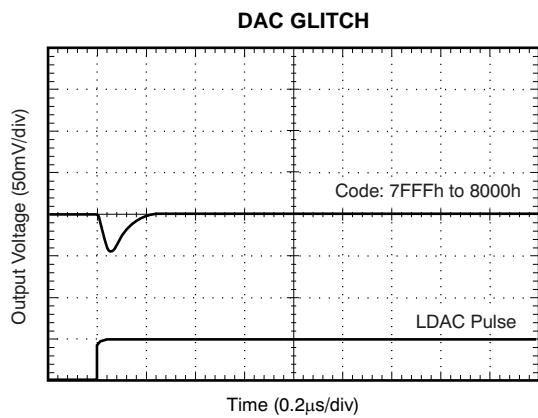 DAC GLITCH
Output Voltage (50mV/div)
Code: 7FFFh to 8000h
LDAC Pulse
Time (0.2µs/div)